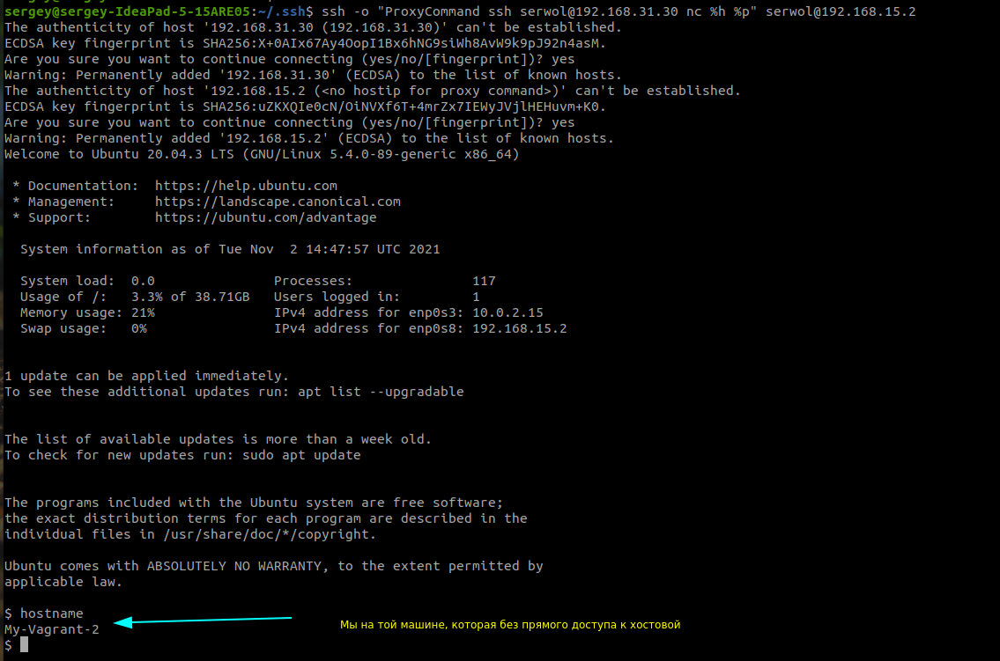 sergey@sergey-IdeaPad-5-15ARE05:~/.ssh$ ssh -o "ProxyCommand ssh serwol@192.168.31.30 nc %h %p" serwol@192.168.15.2
The authenticity of host '192.168.31.30 (192.168.31.30)' can't be established.
ECDSA key fingerprint is SHA256:X+0AIx67Ay4OopI1Bx6hNG9siWh8AvW9k9pJ92n4asM.
Are you sure you want to continue connecting (yes/no/[fingerprint])? yes
Warning: Permanently added '192.168.31.30' (ECDSA) to the list of known hosts.
The authenticity of host '192.168.15.2 (<no hostip for proxy command>)' can't be established.
ECDSA key fingerprint is SHA256:uZKXQIe0cN/OiNVXf6T+4mrZx7IEWyJVjlHEHuvm+K0.
Are you sure you want to continue connecting (yes/no/[fingerprint])? yes
Warning: Permanently added '192.168.15.2' (ECDSA) to the list of known hosts.
Welcome to Ubuntu 20.04.3 LTS (GNU/Linux 5.4.0-89-generic x86_64)

 * Documentation:  https://help.ubuntu.com
 * Management:     https://landscape.canonical.com
 * Support:        https://ubuntu.com/advantage

  System information as of Tue Nov  2 14:47:57 UTC 2021

  System load:  0.0               Processes:               117
  Usage of /:   3.3% of 38.71GB   Users logged in:         1
  Memory usage: 21%               IPv4 address for enp0s3: 10.0.2.15
  Swap usage:   0%                IPv4 address for enp0s8: 192.168.15.2

1 update can be applied immediately.
To see these additional updates run: apt list --upgradable

The list of available updates is more than a week old.
To check for new updates run: sudo apt update

The programs included with the Ubuntu system are free software;
the exact distribution terms for each program are described in the
individual files in /usr/share/doc/*/copyright.

Ubuntu comes with ABSOLUTELY NO WARRANTY, to the extent permitted by
applicable law.

$ hostname
My-Vagrant-2
Мы на той машине, которая без прямого доступа к хостовой
$